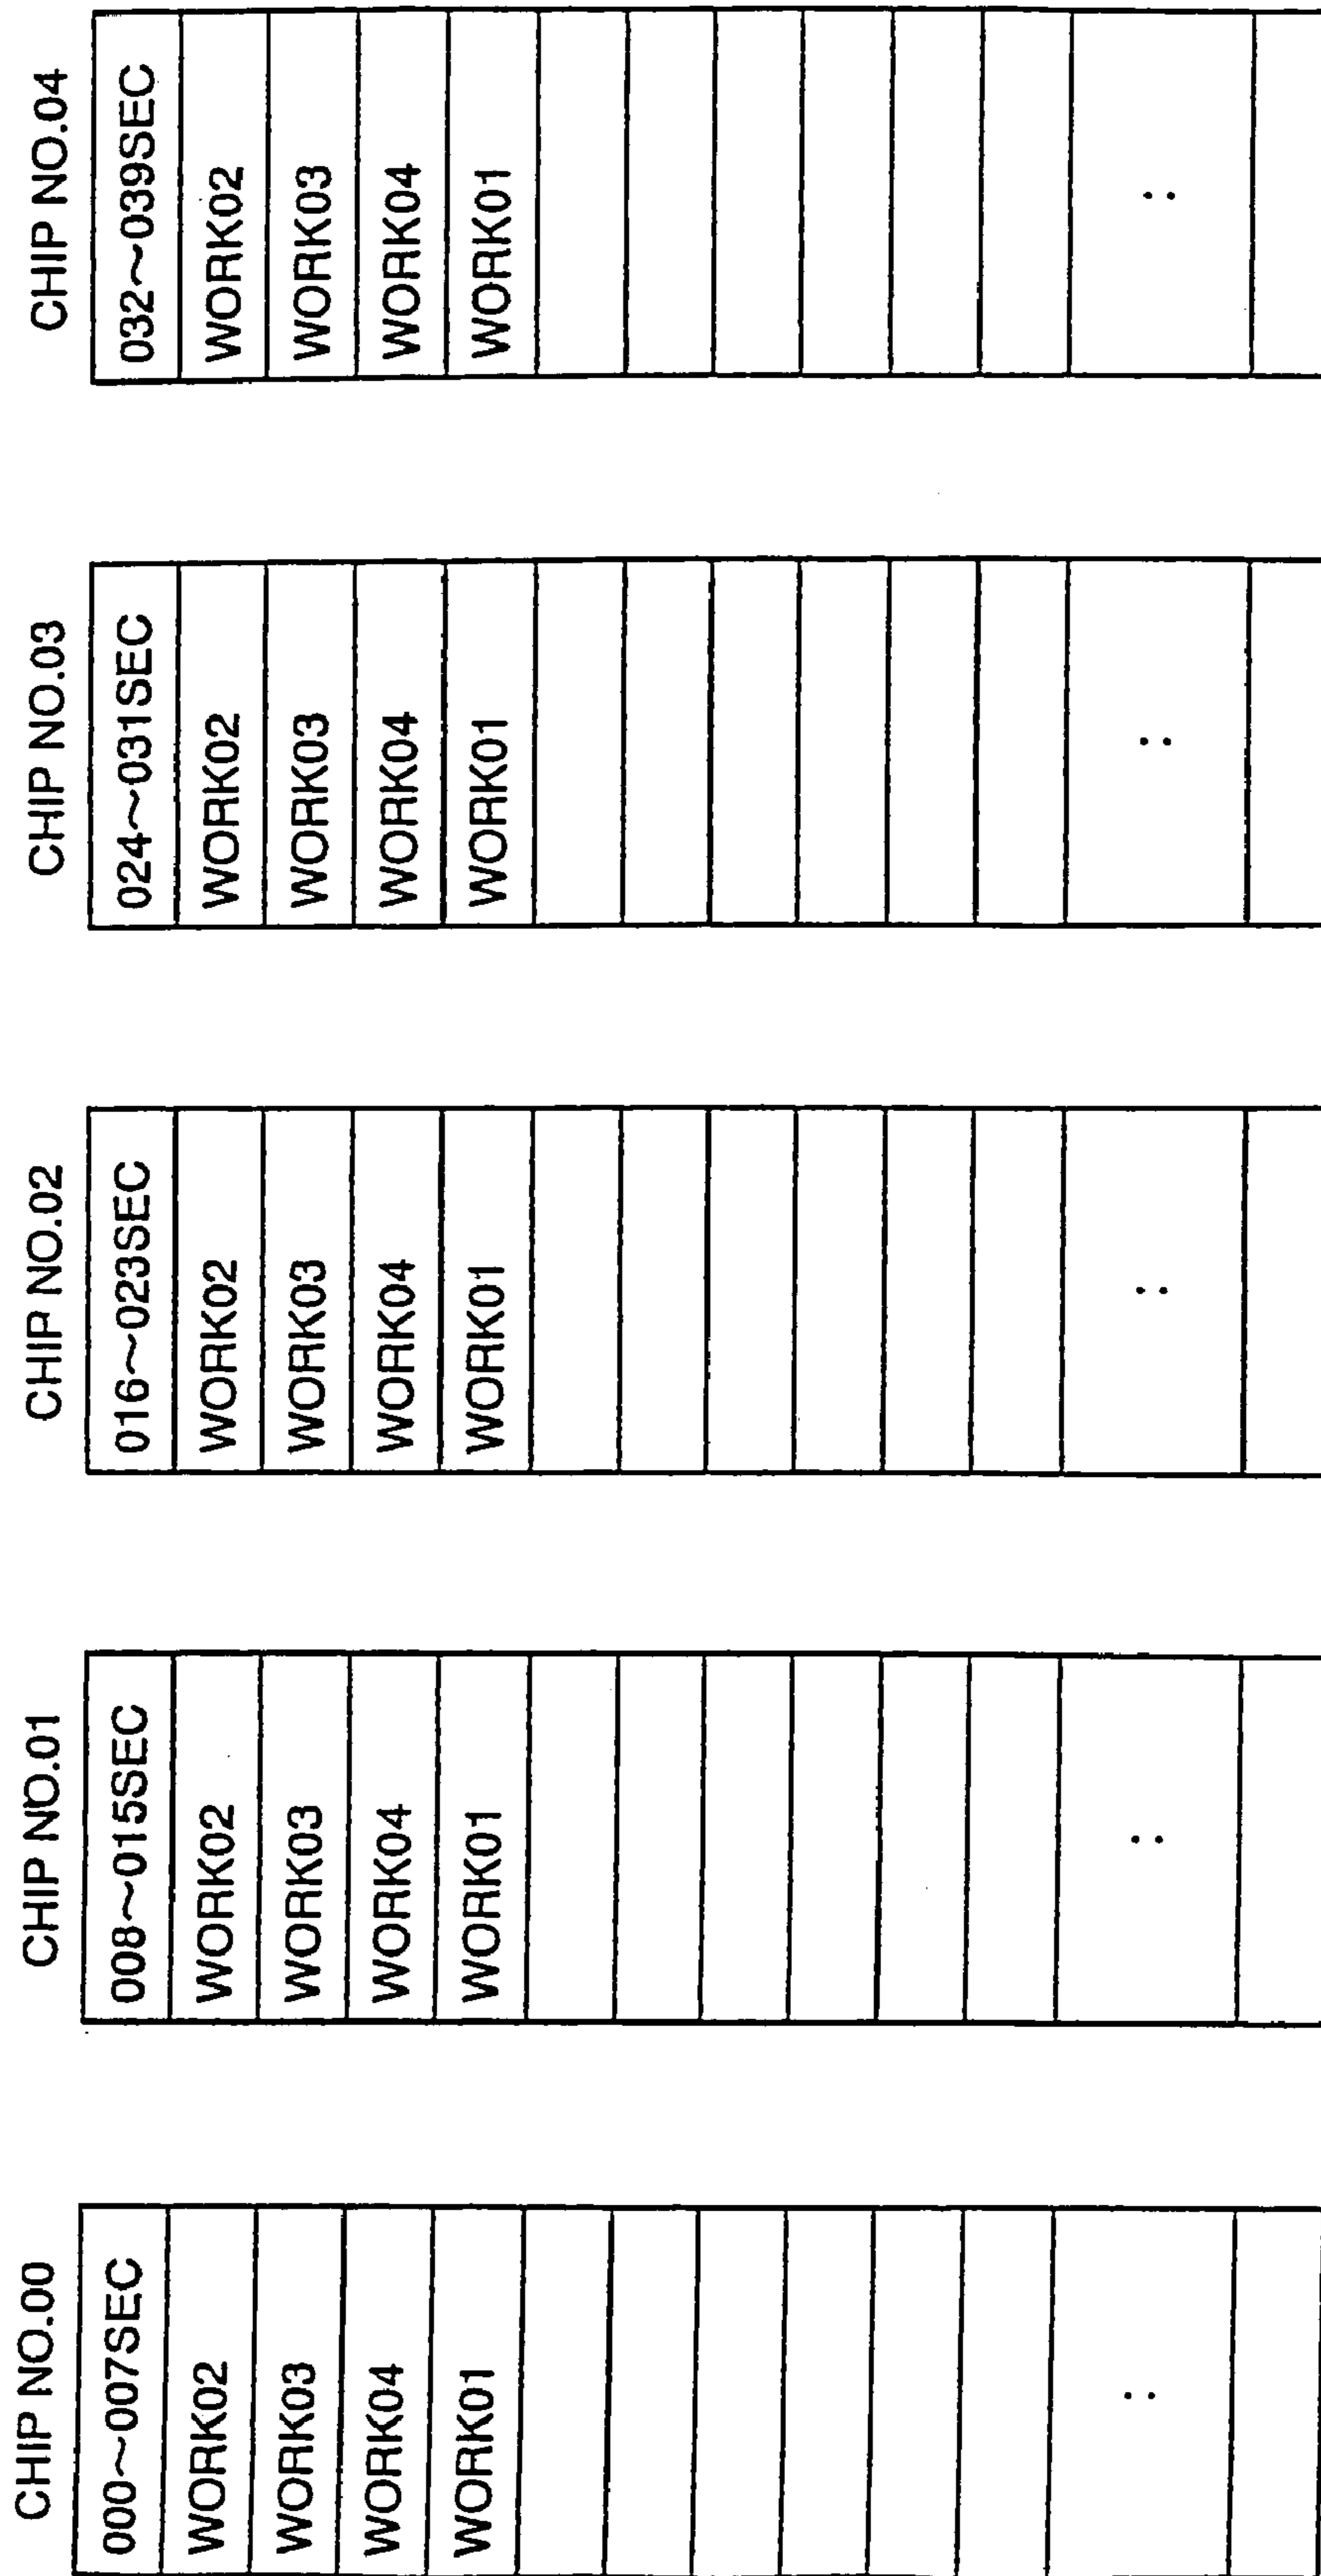 CHIP NO.00
000~007SEC
WORK02
WORK03
WORK04
WORK01
:
CHIP NO.01
008~015SEC
WORK02
WORK03
WORK04
WORK01
:
CHIP NO.02
016~023SEC
WORK02
WORK03
WORK04
WORK01
:
CHIP NO.03
024~031SEC
WORK02
WORK03
WORK04
WORK01
:
CHIP NO.04
032~039SEC
WORK02
WORK03
WORK04
WORK01
: